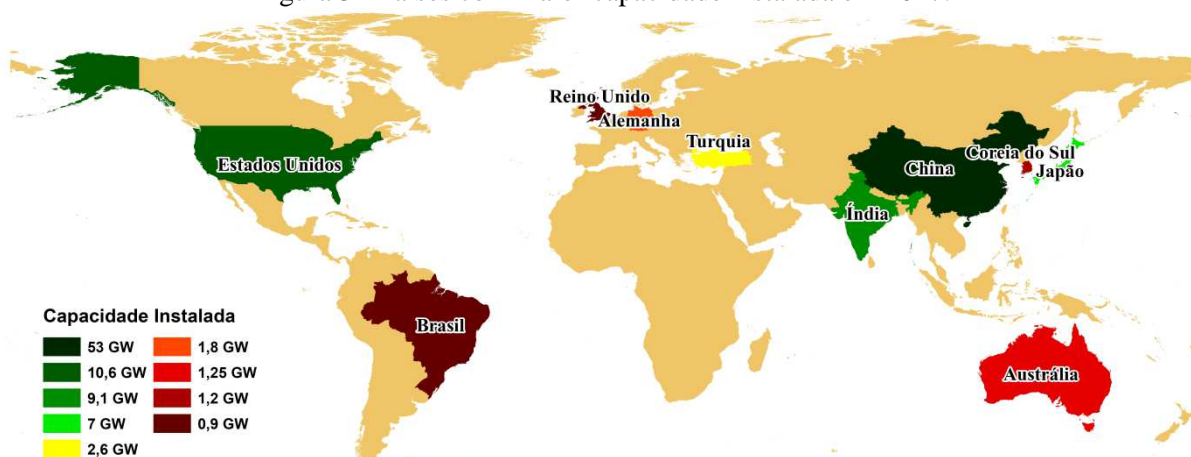 Reino Unido
Alemanha
Turquia
Estados Unidos
China
Coreia do Sul
Japão
Índia
Brasil
Austrália
Capacidade Instalada
53 GW
10,6 GW
9,1 GW
7 GW
2,6 GW
1,8 GW
1,25 GW
1,2 GW
0,9 GW